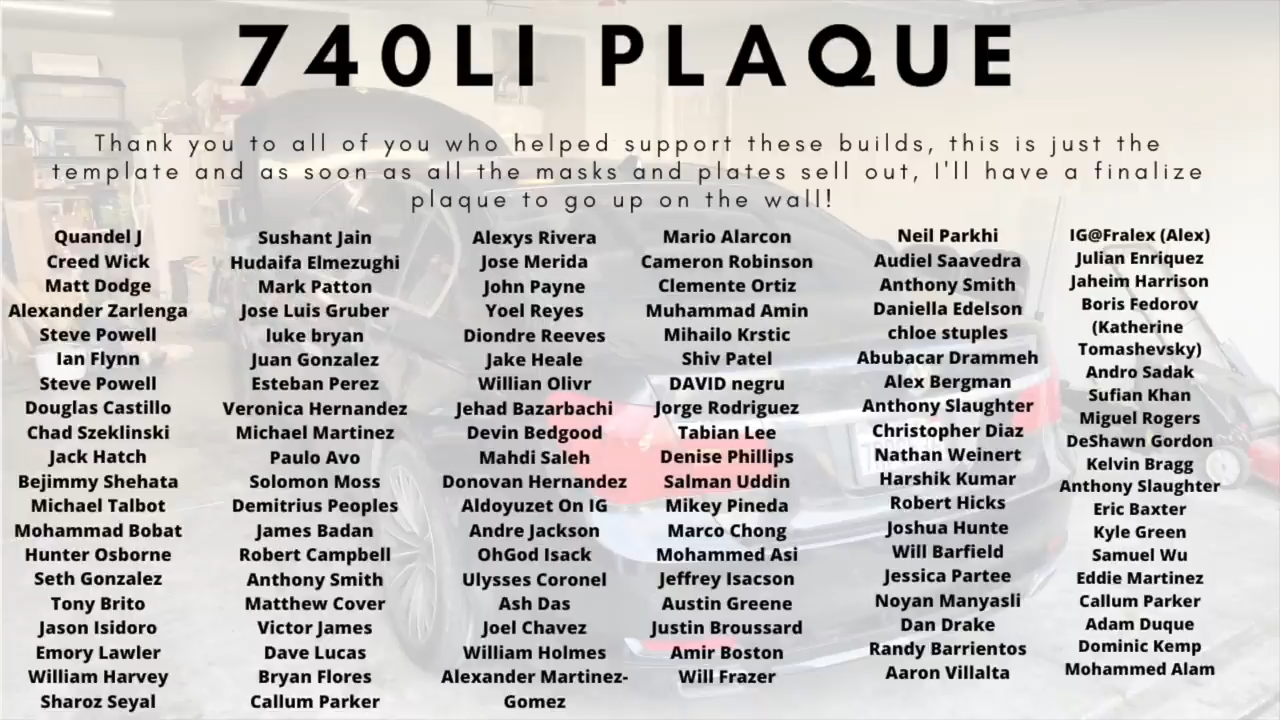 740LI PLAQUE
Thank you to all of you who helped support these builds, this is just the
template and as soon as all the masks and plates sell out, I'll have a finalize
plaque to go up on the wall!
Quandel J
Creed Wick
Matt Dodge
Alexander Zarlenga
Steve Powell
Ian Flynn
Steve Powell
Douglas Castillo
Chad Szeklinski
Jack Hatch
Bejimmy Shehata
Michael Talbot
Mohammad Bobat
Hunter Osborne
Seth Gonzalez
Tony Brito
Jason Isidoro
Emory Lawler
William Harvey
Sharoz Seyal
Sushant Jain
Hudaifa Elmezughi
Mark Patton
Jose Luis Gruber
luke bryan
Juan Gonzalez
Esteban Perez
Veronica Hernandez
Michael Martinez
Paulo Avo
Solomon Moss
Demitrius Peoples
James Badan
Robert Campbell
Anthony Smith
Matthew Cover
Victor James
Dave Lucas
Bryan Flores
Callum Parker
Alexys Rivera
Jose Merida
John Payne
Yoel Reyes
Diondre Reeves
Jake Heale
Willian Olivr
Jehad Bazarbachi
Devin Bedgood
Mahdi Saleh
Donovan Hernandez
Aldoyuzet On IG
Andre Jackson
OhGod Isack
Ulysses Coronel
Ash Das
Joel Chavez
William Holmes
Alexander Martinez-
Gomez
Mario Alarcon
Cameron Robinson
Clemente Ortiz
Muhammad Amin
Mihailo Krstic
Shiv Patel
DAVID negru
Jorge Rodriguez
Tabian Lee
Denise Phillips
Salman Uddin
Mikey Pineda
Marco Chong
Mohammed Asi
Jeffrey Isacson
Austin Greene
Justin Broussard
Amir Boston
Will Frazer
Neil Parkhi
Audiel Saavedra
Anthony Smith
Daniella Edelson
chloe stuples
Abubacar Drammeh
Alex Bergman
Anthony Slaughter
Christopher Diaz
Nathan Weinert
Harshik Kumar
Robert Hicks
Joshua Hunte
Will Barfield
Jessica Partee
Noyan Manyasli
Dan Drake
Randy Barrientos
Aaron Villalta
IG@Fralex (Alex)
Julian Enriquez
Jaheim Harrison
Boris Fedorov
(Katherine
Tomashevsky)
Andro Sadak
Sufian Khan
Miguel Rogers
DeShawn Gordon
Kelvin Bragg
Anthony Slaughter
Eric Baxter
Kyle Green
Samuel Wu
Eddie Martinez
Callum Parker
Adam Duque
Dominic Kemp
Mohammed Alam